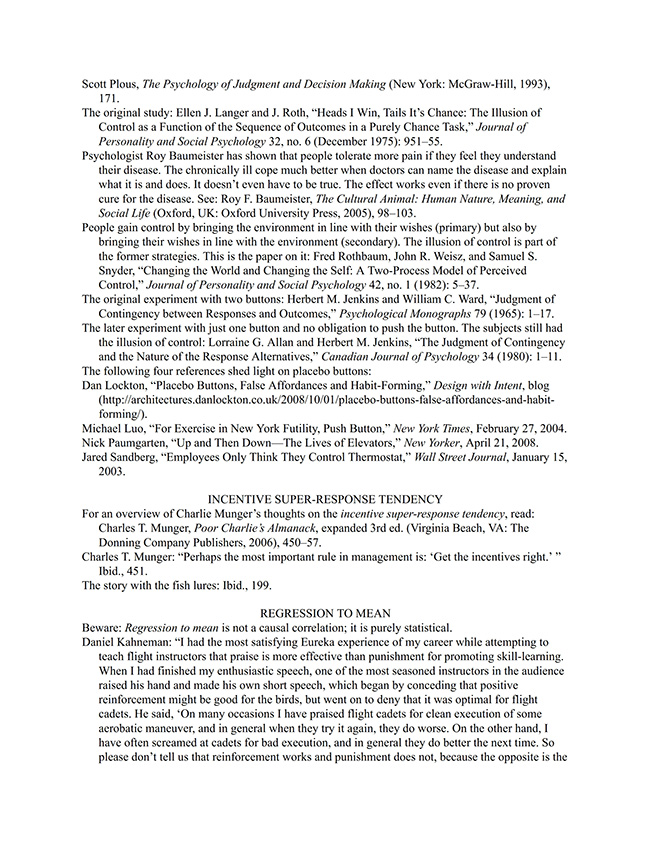 Scott Plous, The Psychology of Judgment and Decision Making (New York: McGraw-Hill, 1993),
171.
The original study: Ellen J. Langer and J. Roth, “Heads I Win, Tails It’s Chance: The Illusion of
Control as a Function of the Sequence of Outcomes in a Purely Chance Task,” Journal of
Personality and Social Psychology 32, no. 6 (December 1975): 951–55.
Psychologist Roy Baumeister has shown that people tolerate more pain if they feel they understand
their disease. The chronically ill cope much better when doctors can name the disease and explain
what it is and does. It doesn’t even have to be true. The effect works even if there is no proven
cure for the disease. See: Roy F. Baumeister, The Cultural Animal: Human Nature, Meaning, and
Social Life (Oxford, UK: Oxford University Press, 2005), 98–103.
People gain control by bringing the environment in line with their wishes (primary) but also by
bringing their wishes in line with the environment (secondary). The illusion of control is part of
the former strategies. This is the paper on it: Fred Rothbaum, John R. Weisz, and Samuel S.
Snyder, “Changing the World and Changing the Self: A Two-Process Model of Perceived
Control,” Journal of Personality and Social Psychology 42, no. 1 (1982): 5–37.
The original experiment with two buttons: Herbert M. Jenkins and William C. Ward, “Judgment of
Contingency between Responses and Outcomes,” Psychological Monographs 79 (1965): 1–17.
The later experiment with just one button and no obligation to push the button. The subjects still had
the illusion of control: Lorraine G. Allan and Herbert M. Jenkins, “The Judgment of Contingency
and the Nature of the Response Alternatives,” Canadian Journal of Psychology 34 (1980): 1–11.
The following four references shed light on placebo buttons:
Dan Lockton, “Placebo Buttons, False Affordances and Habit-Forming,” Design with Intent, blog
(http://architectures.danlockton.co.uk/2008/10/01/placebo-buttons-false-affordances-and-habit-
forming/).
Michael Luo, “For Exercise in New York Futility, Push Button,” New York Times, February 27, 2004.
Nick Paumgarten, “Up and Then Down—The Lives of Elevators,” New Yorker, April 21, 2008.
Jared Sandberg, “Employees Only Think They Control Thermostat,” Wall Street Journal, January 15,
2003.
INCENTIVE SUPER-RESPONSE TENDENCY
For an overview of Charlie Munger’s thoughts on the incentive super-response tendency, read:
Charles T. Munger, Poor Charlie’s Almanack, expanded 3rd ed. (Virginia Beach, VA: The
Donning Company Publishers, 2006), 450–57.
Charles T. Munger: “Perhaps the most important rule in management is: ‘Get the incentives right.’ ”
Ibid., 451.
The story with the fish lures: Ibid., 199.
REGRESSION TO MEAN
Beware: Regression to mean is not a causal correlation; it is purely statistical.
Daniel Kahneman: “I had the most satisfying Eureka experience of my career while attempting to
teach flight instructors that praise is more effective than punishment for promoting skill-learning.
When I had finished my enthusiastic speech, one of the most seasoned instructors in the audience
raised his hand and made his own short speech, which began by conceding that positive
reinforcement might be good for the birds, but went on to deny that it was optimal for flight
cadets. He said, ‘On many occasions I have praised flight cadets for clean execution of some
aerobatic maneuver, and in general when they try it again, they do worse. On the other hand, I
have often screamed at cadets for bad execution, and in general they do better the next time. So
please don’t tell us that reinforcement works and punishment does not, because the opposite is the